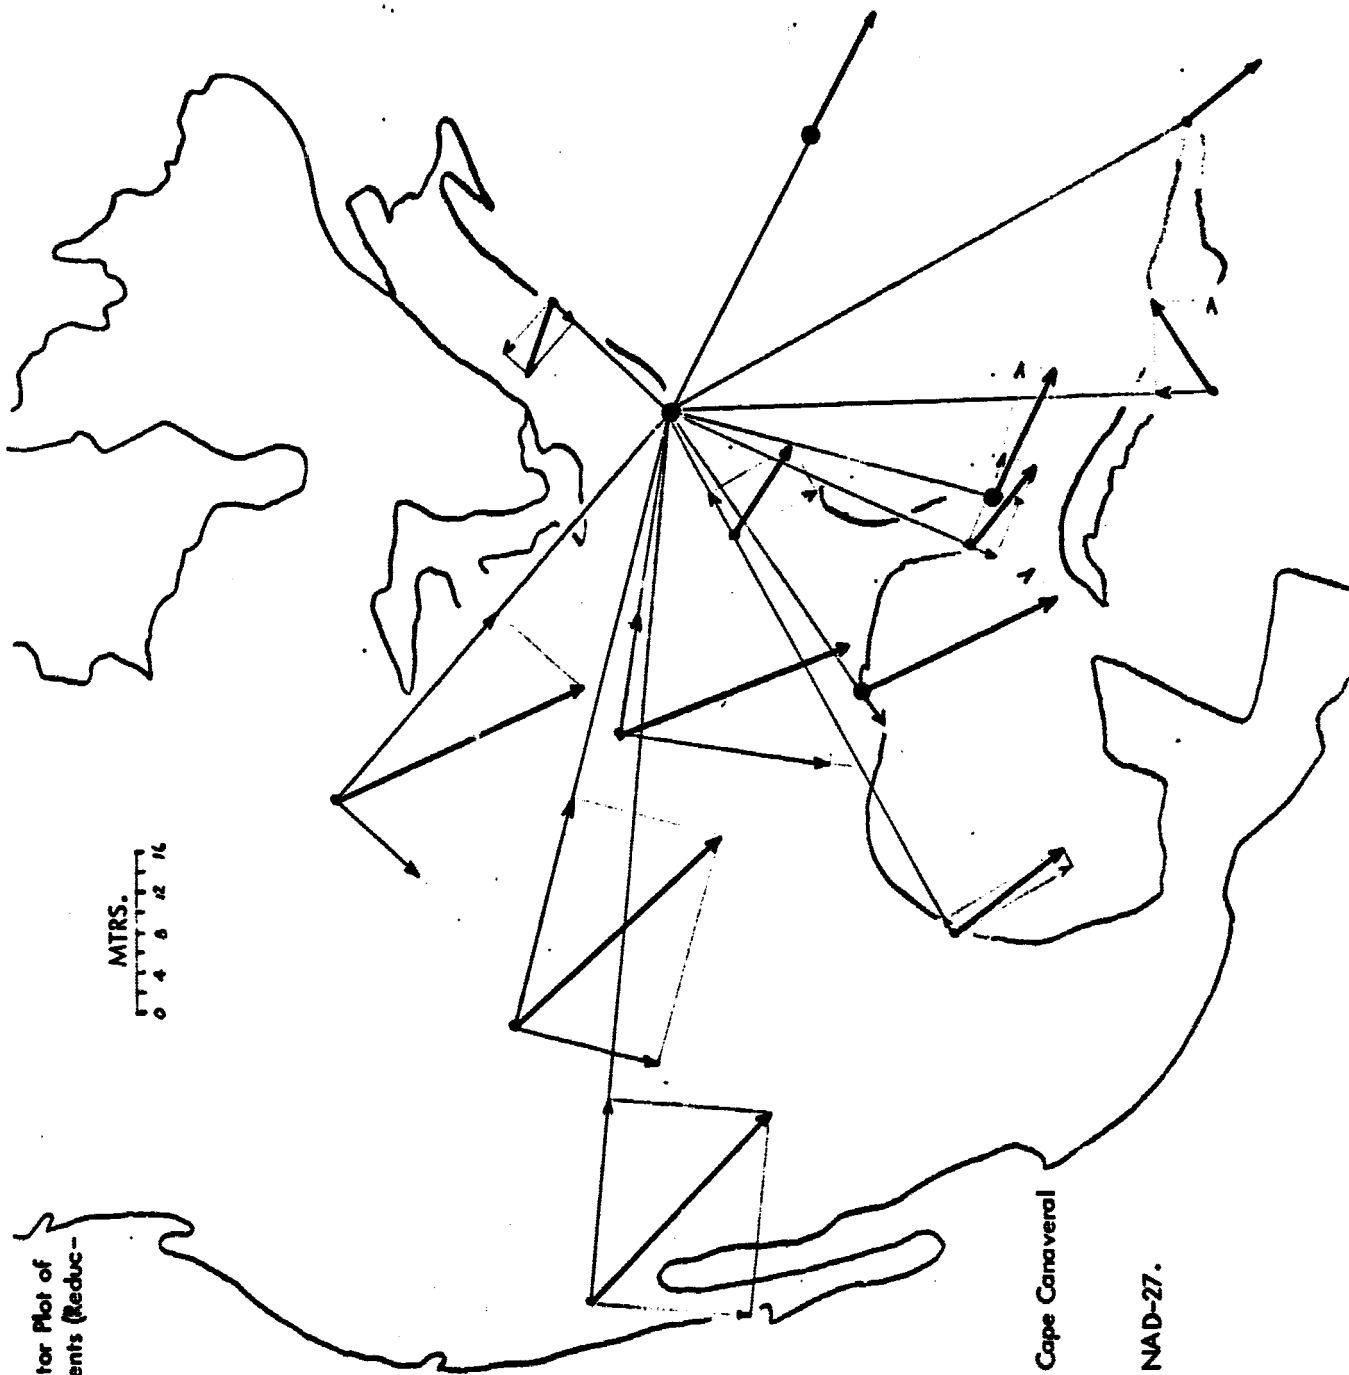 tor Plot of
ents (Reduc-
MTRS.
0 4 8 12 16
Cape Canaveral
NAD-27.